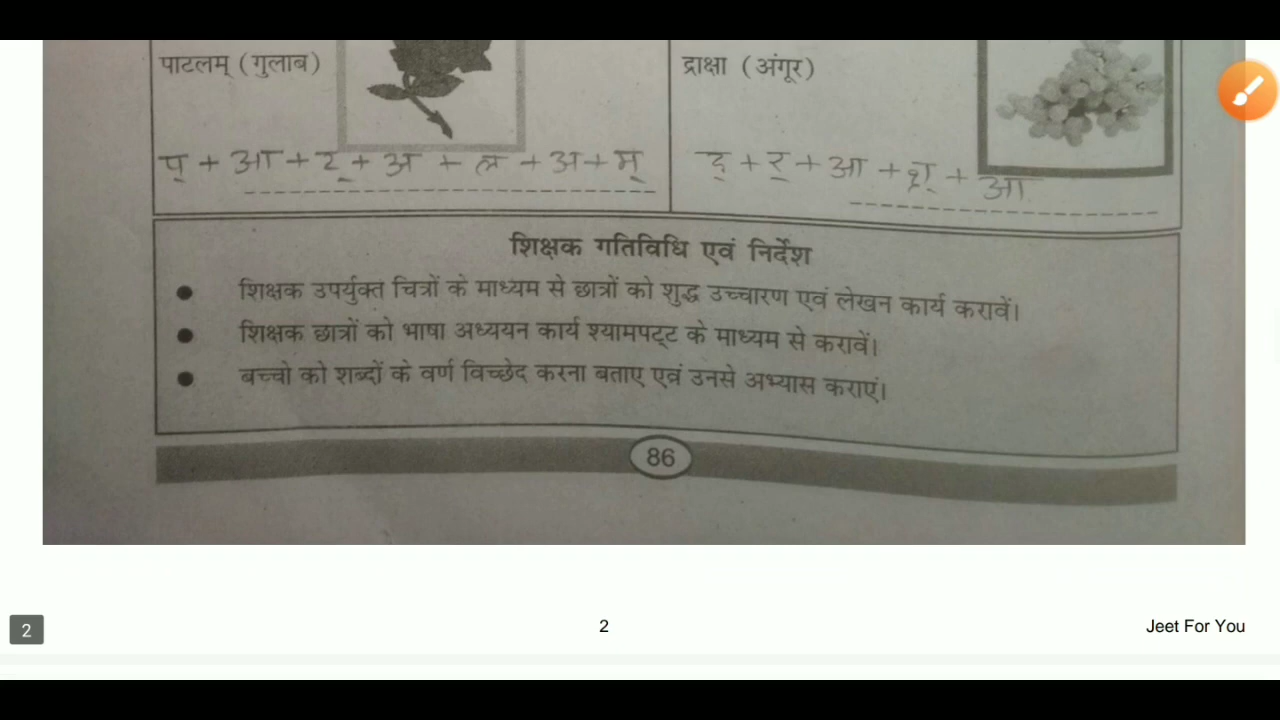 पाटलम् (गुलाब)
द्राक्षा (अंगूर)
प् + आ + ट् + अ + ल + अ + म्
द् + र् + आ + क्ष् + आ
शिक्षक गतिविधि एवं निर्देश
● शिक्षक उपर्युक्त चित्रों के माध्यम से छात्रों को शुद्ध उच्चारण एवं लेखन कार्य करावें।
● शिक्षक छात्रों को भाषा अध्ययन कार्य श्यामपट्ट के माध्यम से करावें।
● बच्चो को शब्दों के वर्ण विच्छेद करना बताए एवं उनसे अभ्यास कराएं।
86
2
2
Jeet For You